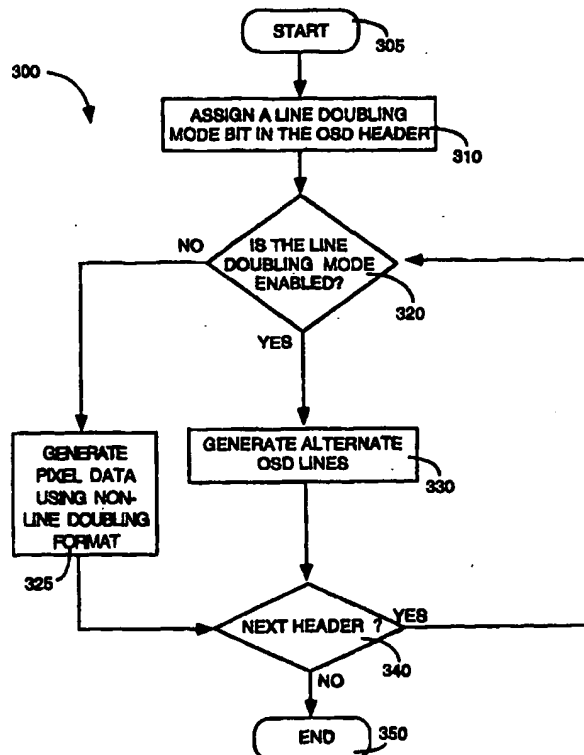 START
305
300
ASSIGN A LINE DOUBLING
MODE BIT IN THE OSD HEADER
310
NO
IS THE LINE
DOUBLING MODE
ENABLED?
320
YES
GENERATE
PIXEL DATA
USING NON-
LINE DOUBLING
FORMAT
325
GENERATE ALTERNATE
OSD LINES
330
NEXT HEADER ?
YES
340
NO
END
350